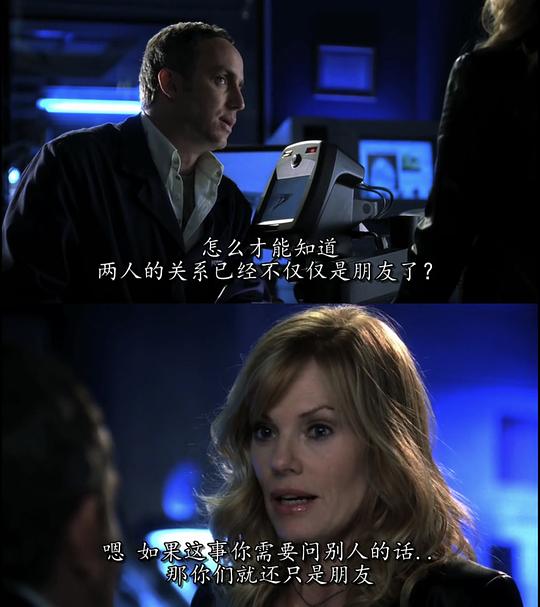 怎么才能知道
两人的关系已经不仅仅是朋友了?
嗯 如果这事你需要问别人的话..
那你们就还只是朋友